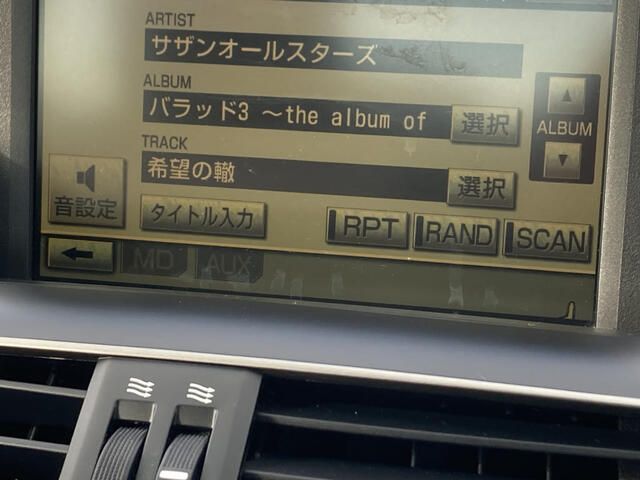 ARTIST
サザンオールスターズ
ALBUM
バラッド3 ～the album of 選択
ALBUM
TRACK
希望の轍 選択
音設定
タイトル入力 RPT RAND SCAN
MD AUX